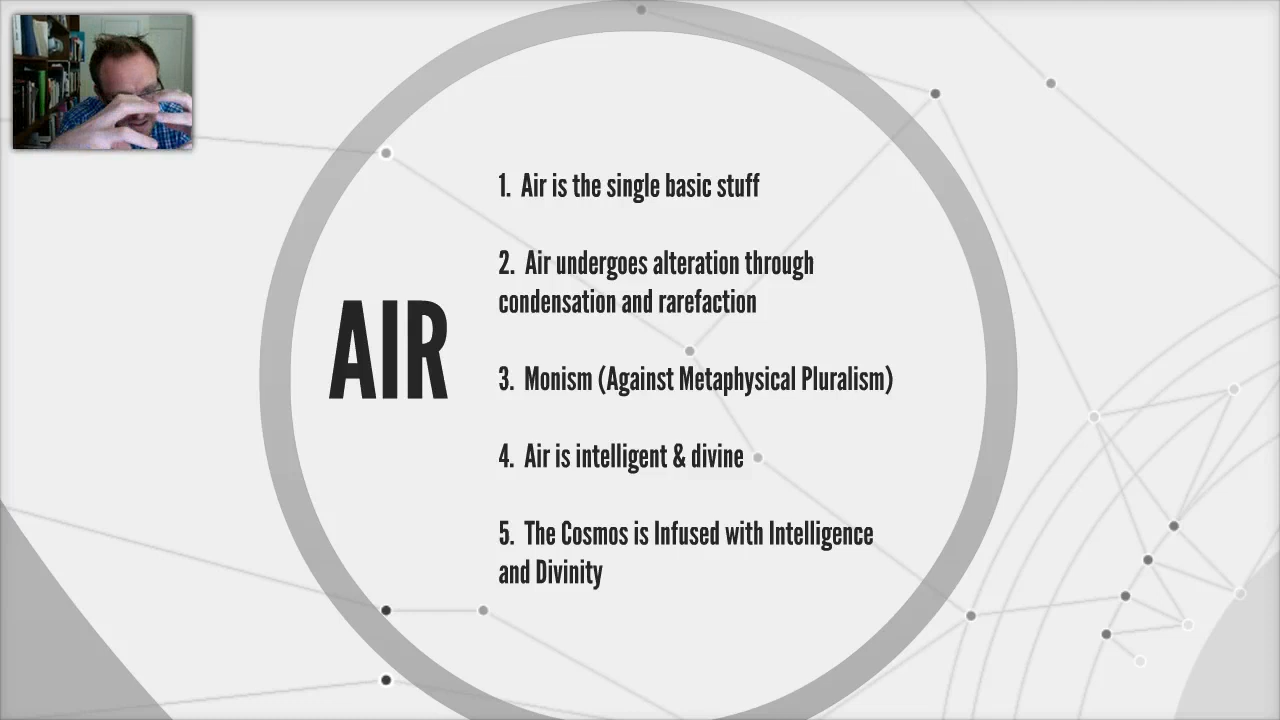 AIR
1. Air is the single basic stuff
2. Air undergoes alteration through
condensation and rarefaction
3. Monism (Against Metaphysical Pluralism)
4. Air is intelligent & divine
5. The Cosmos is Infused with Intelligence
and Divinity